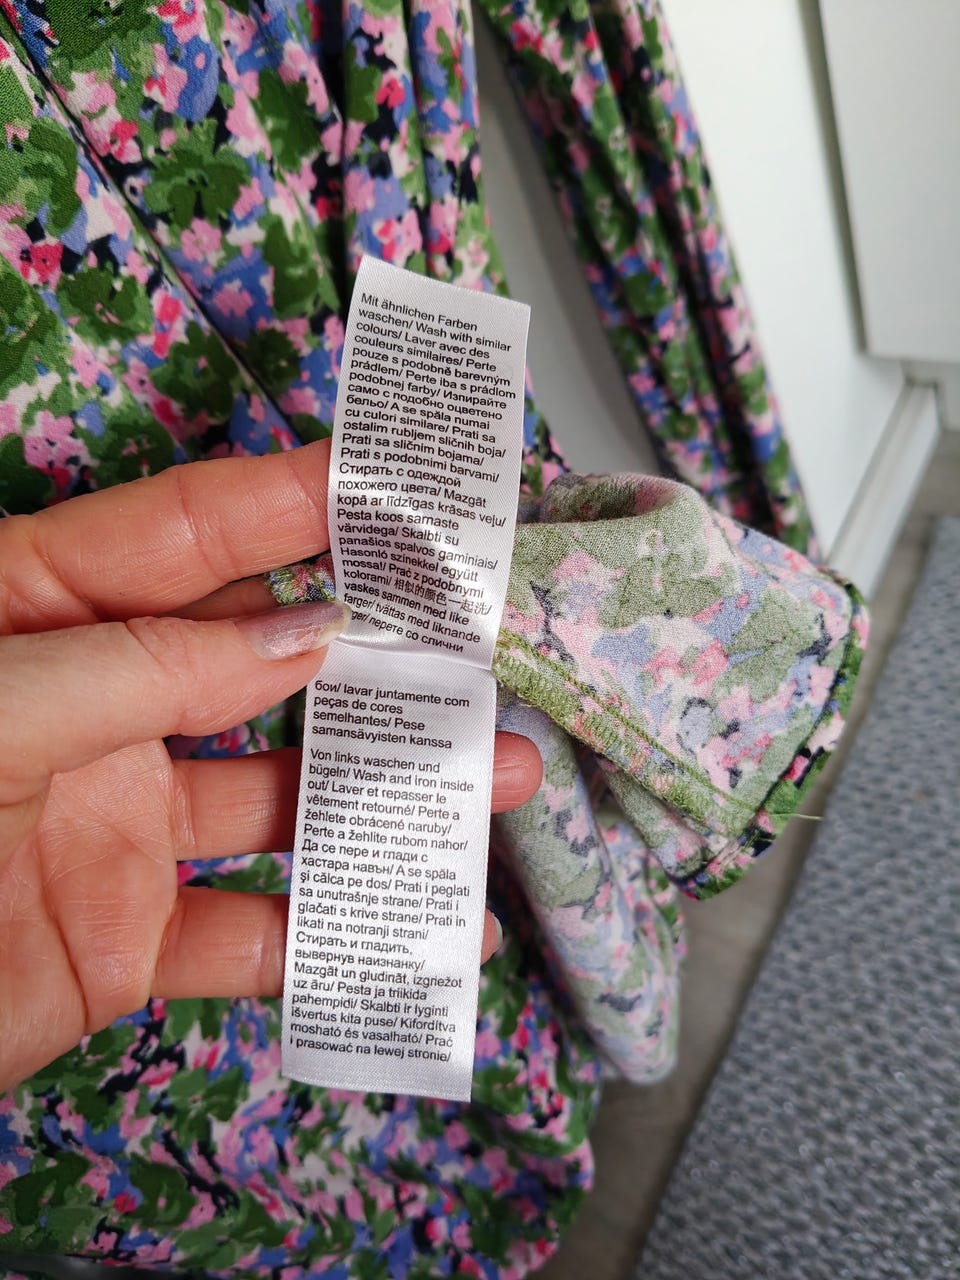 Mit ähnlichen Farben
waschen/ Wash with similar
colours/ Laver avec des
couleurs similaires/ Perte
pouze s podobně barevným
prádlem/ Perte iba s prádlom
podobnej farby/ Изпирайте
само с подобно оцветено
бельо/ A se spăla numai
cu culori similare/ Prati sa
ostalim rubljem sličnih boja/
Prati sa sličnim bojama/
Prati s podobnimi barvami/
Стирать с одеждой
похожего цвета/ Mazgāt
kopā ar līdzīgas krāsas veļu/
Pesta koos sarnaste
värvidega/ Skalbti su
panašios spalvos gaminiais/
Hasonló színekkel együtt
mossa!/ Prać z podobnymi
kolorami/ 相似的颜色一起洗/
vaskes sammen med like
farger/ tvättas med liknande
ger/ перете со слични
бои/ lavar juntamente com
peças de cores
semelhantes/ Pese
samansävyisten kanssa
Von links waschen und
bügeln/ Wash and iron inside
out/ Laver et repasser le
vêtement retourné/ Perte a
žehlete obrácené naruby/
Perte a žehlite rubom nahor/
Да се пере и глади с
хастара навън/ A se spăla
şi călca pe dos/ Prati i peglati
sa unutrašnje strane/ Prati i
glačati s krive strane/ Prati in
likati na notranji strani/
Стирать и гладить,
вывернув наизнанку/
Mazgāt un gludināt, izgriežot
uz āru/ Pesta ja triikida
pahempidi/ Skalbti ir lyginti
išvertus kita puse/ Kifordítva
mosható és vasalható/ Prać
i prasować na lewej stronie/